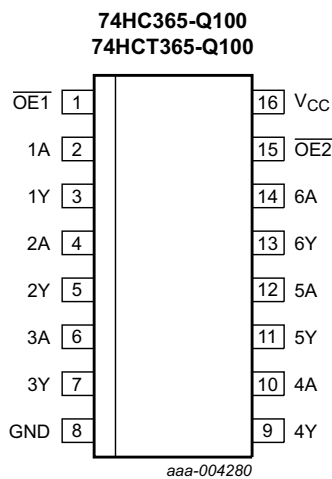 74HC365-Q100
74HCT365-Q100
OE1 1 16 VCC
1A 2 15 OE2
1Y 3 14 6A
2A 4 13 6Y
2Y 5 12 5A
3A 6 11 5Y
3Y 7 10 4A
GND 8 9 4Y
aaa-004280